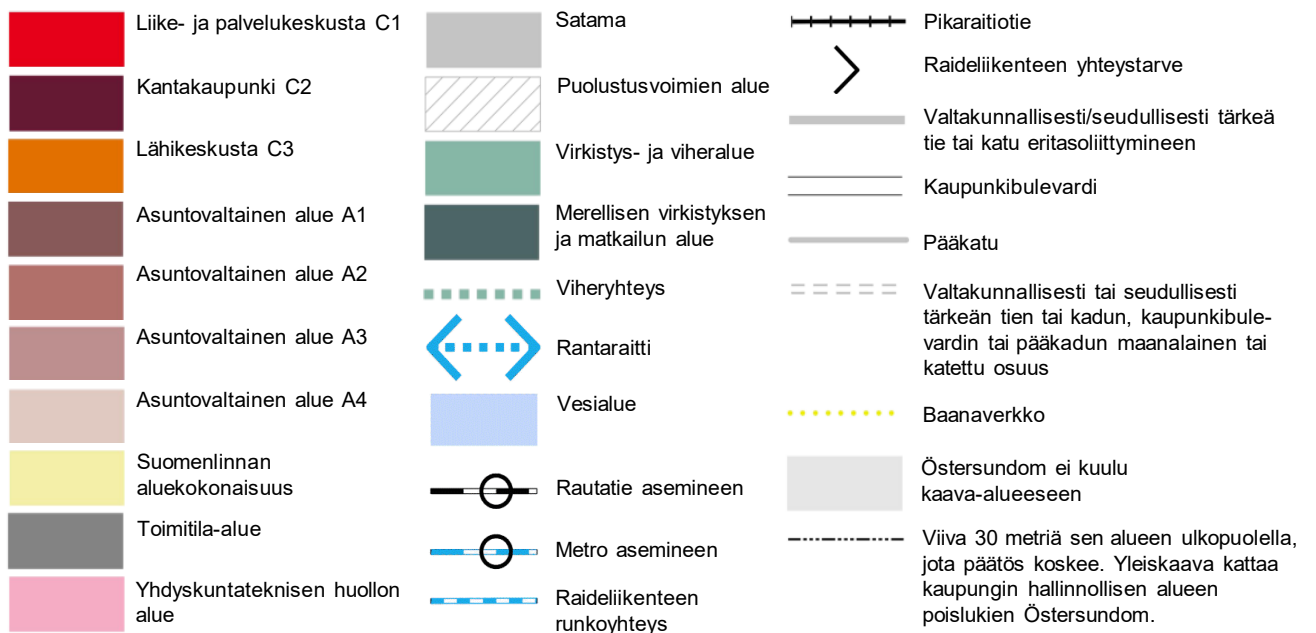 Liike- ja palvelukeskusta C1
Kantakaupunki C2
Lähikeskusta C3
Asuntovaltainen alue A1
Asuntovaltainen alue A2
Asuntovaltainen alue A3
Asuntovaltainen alue A4
Suomenlinnan
aluekokonaisuus
Toimitila-alue
Yhdyskuntateknisen huollon
alue
Satama
Puolustusvoimien alue
Virkistys- ja viheralue
Merellisen virkistyksen
ja matkailun alue
Viheryhteys
Rantaraitti
Vesialue
Rautatie asemineen
Metro asemineen
Raideliikenteen
runkoyhteys
Pikaraitiotie
Raideliikenteen yhteystarve
Valtakunnallisesti/seudullisesti tärkeä
tie tai katu eritasoliittymineen
Kaupunkibulevardi
Pääkatu
Valtakunnallisesti tai seudullisesti
tärkeän tien tai kadun, kaupunkibule-
vardin tai pääkadun maanalainen tai
katettu osuus
Baanaverkko
Östersundom ei kuulu
kaava-alueeseen
Viiva 30 metriä sen alueen ulkopuolella,
jota päätös koskee. Yleiskaava kattaa
kaupungin hallinnollisen alueen
poislukien Östersundom.